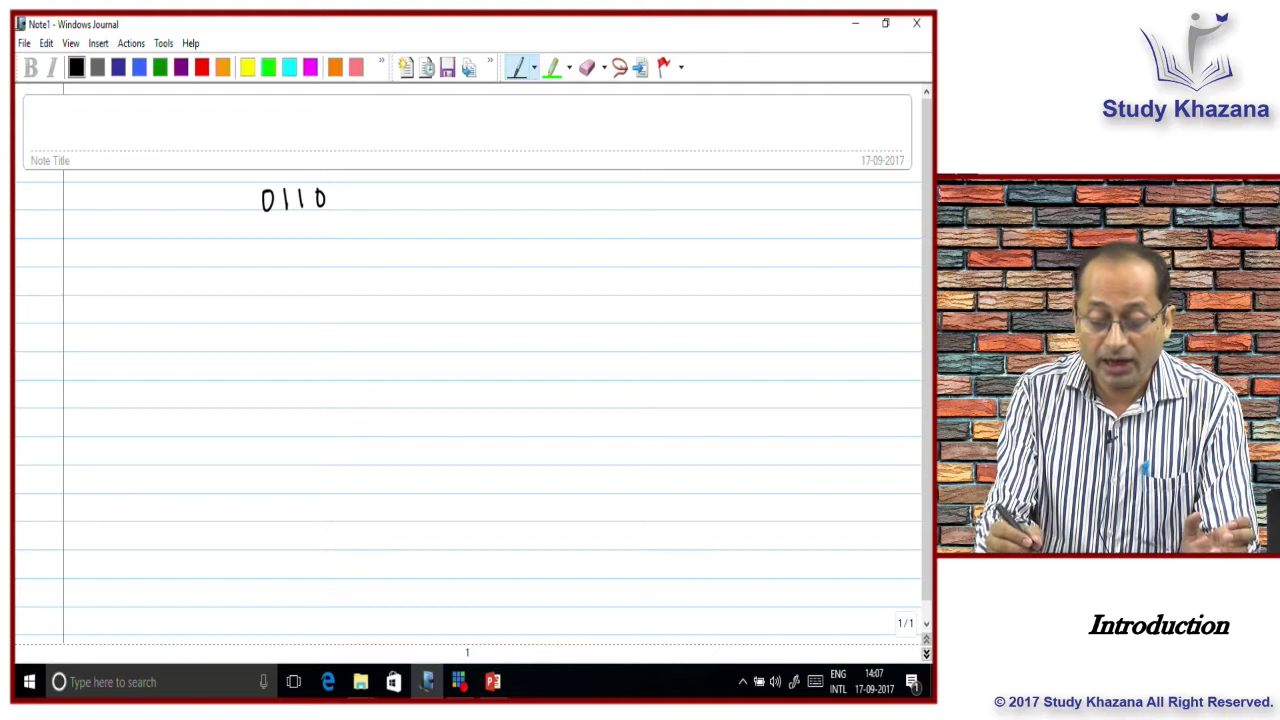 Note1 - Windows Journal
File Edit View Insert Actions Tools Help
B I
Note Title
17-09-2017
0110
1/1
1
Type here to search
ENG
INTL
14:07
17-09-2017
1
Study Khazana
Introduction
© 2017 Study Khazana All Right Reserved.